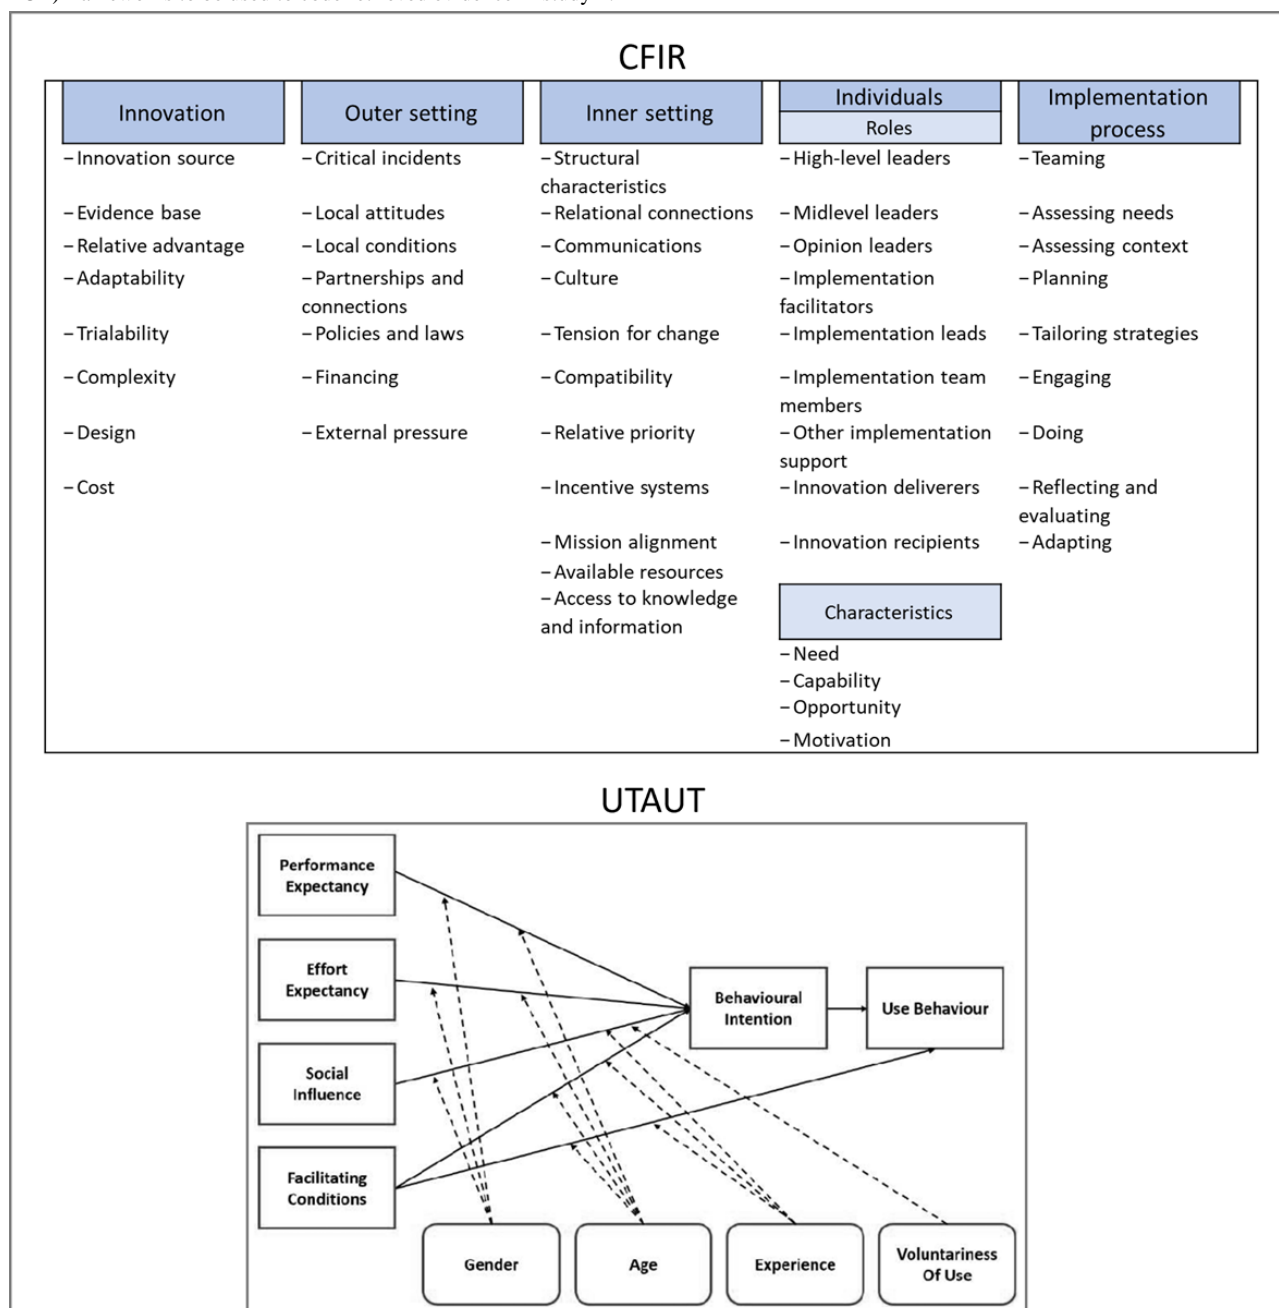 CFIR
Innovation
Outer setting
Inner setting
Individuals
Roles
Implementation
process
– Innovation source
– Evidence base
– Relative advantage
– Adaptability
– Trialability
– Complexity
– Design
– Cost
– Critical incidents
– Local attitudes
– Local conditions
– Partnerships and
connections
– Policies and laws
– Financing
– External pressure
– Structural
characteristics
– Relational connections
– Communications
– Culture
– Tension for change
– Compatibility
– Relative priority
– Incentive systems
– Mission alignment
– Available resources
– Access to knowledge
and information
– High-level leaders
– Midlevel leaders
– Opinion leaders
– Implementation
facilitators
– Implementation leads
– Implementation team
members
– Other implementation
support
– Innovation deliverers
– Innovation recipients
Characteristics
– Need
– Capability
– Opportunity
– Motivation
– Teaming
– Assessing needs
– Assessing context
– Planning
– Tailoring strategies
– Engaging
– Doing
– Reflecting and
evaluating
– Adapting
UTAUT
Performance
Expectancy
Effort
Expectancy
Social
Influence
Facilitating
Conditions
Behavioural
Intention
Use Behaviour
Gender
Age
Experience
Voluntariness
Of Use